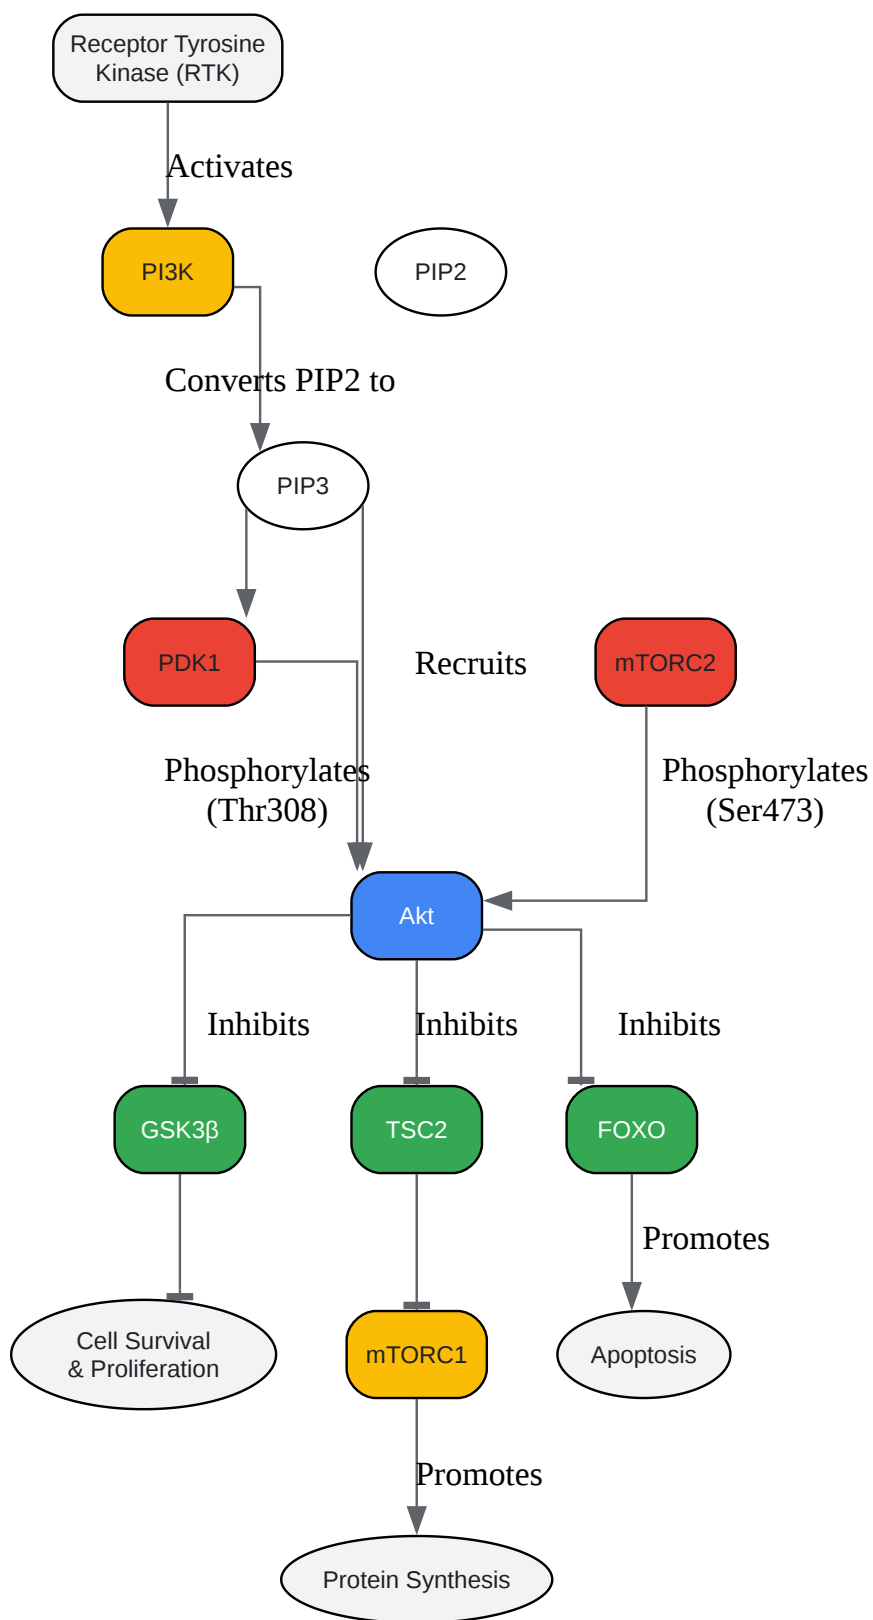 Receptor Tyrosine
Kinase (RTK)
Activates
PI3K
PIP2
Converts PIP2 to
PIP3
PDK1
Recruits
mTORC2
Phosphorylates
(Thr308)
Phosphorylates
(Ser473)
Akt
Inhibits
Inhibits
Inhibits
GSK3β
TSC2
FOXO
Promotes
Cell Survival
& Proliferation
mTORC1
Apoptosis
Promotes
Protein Synthesis